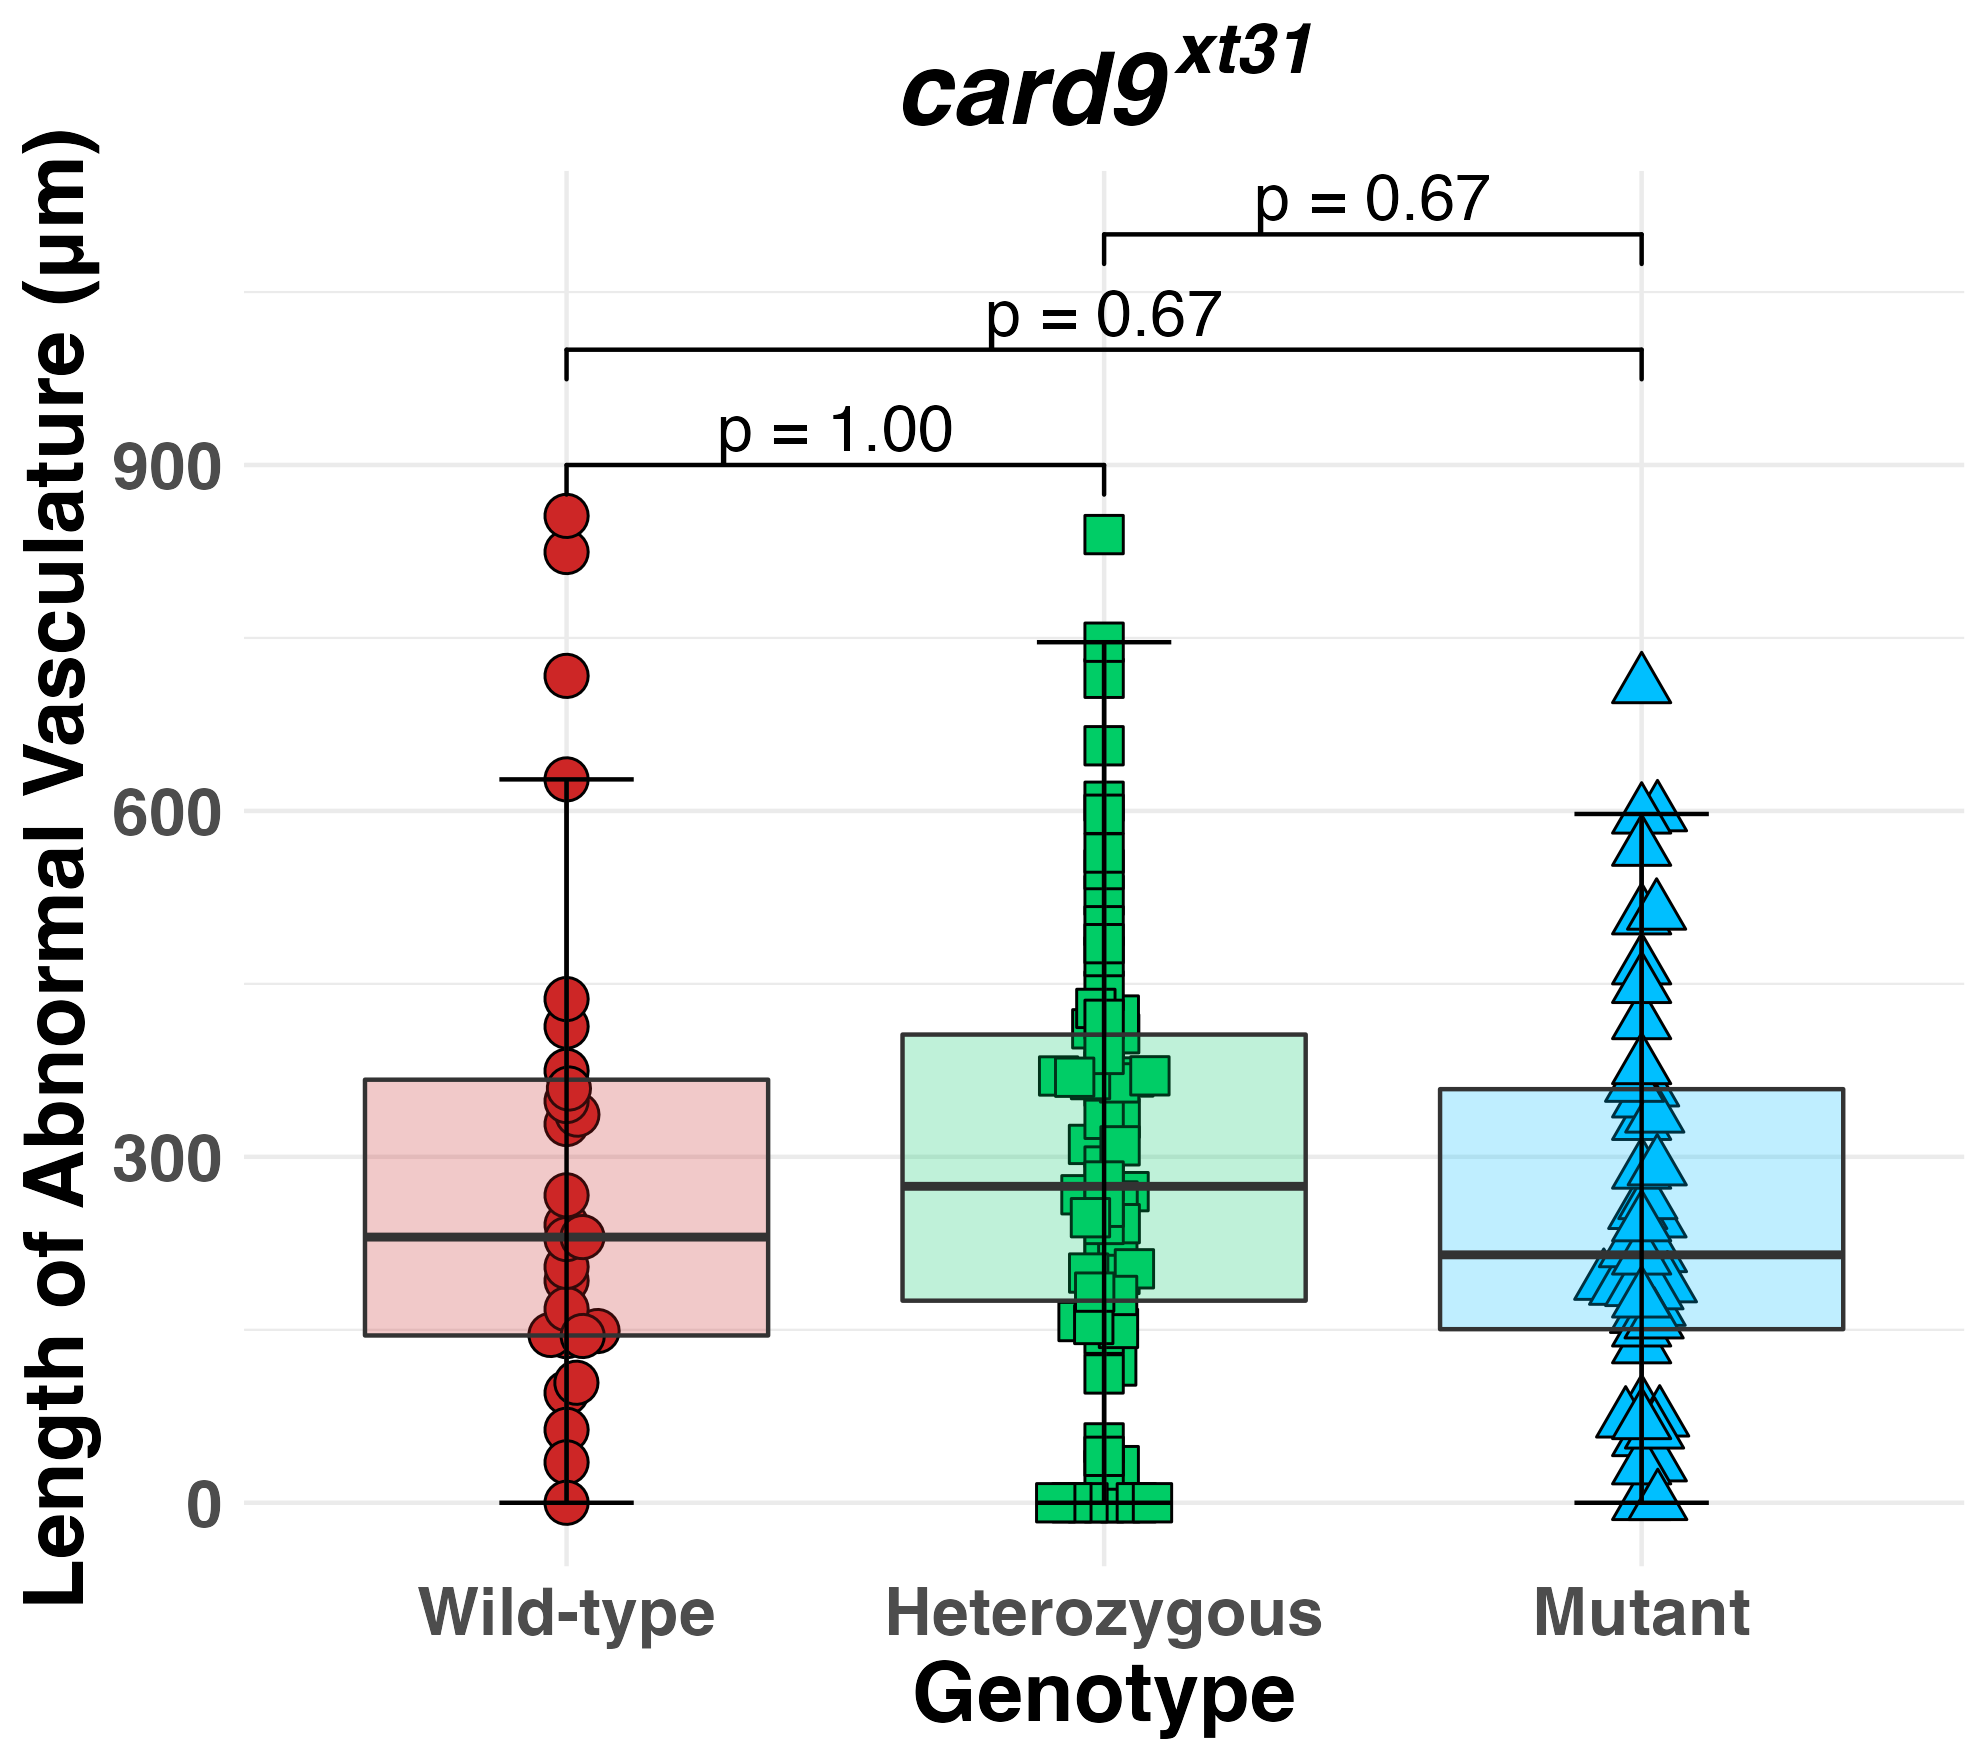 card9xt31
Length of Abnormal Vasculature (µm)
p = 0.67
p = 0.67
p = 1.00
900
600
300
0
Wild-type Heterozygous Mutant
Genotype